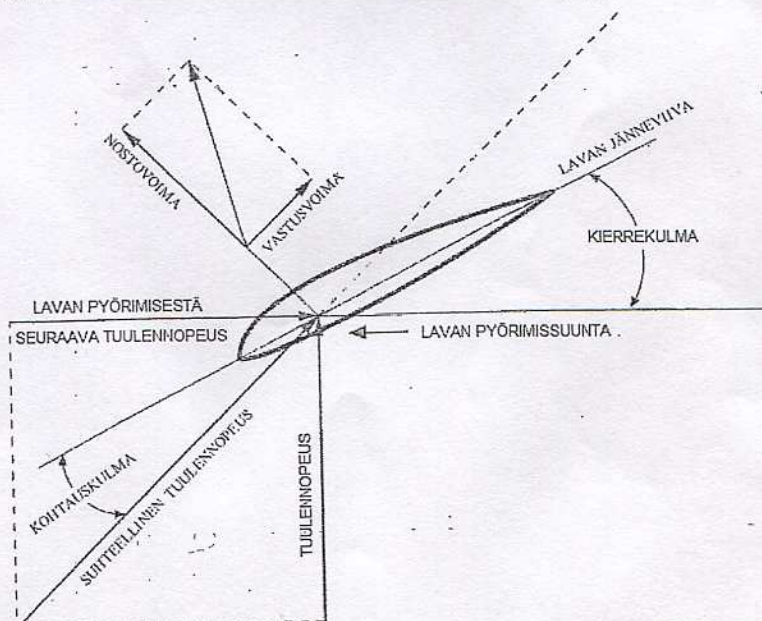 NOSTOVOIMA
VASTUSVOIMA
LAVAN JÄNNEVIIVA
KIERREKULMA
LAVAN PYÖRIMISESTÄ
SEURAAVA TUULENNOPEUS
LAVAN PYÖRIMISSUUNTA
KOHTAUSKULMA
SUHTEELLINEN TUULENNOPEUS
TUULENNOPEUS